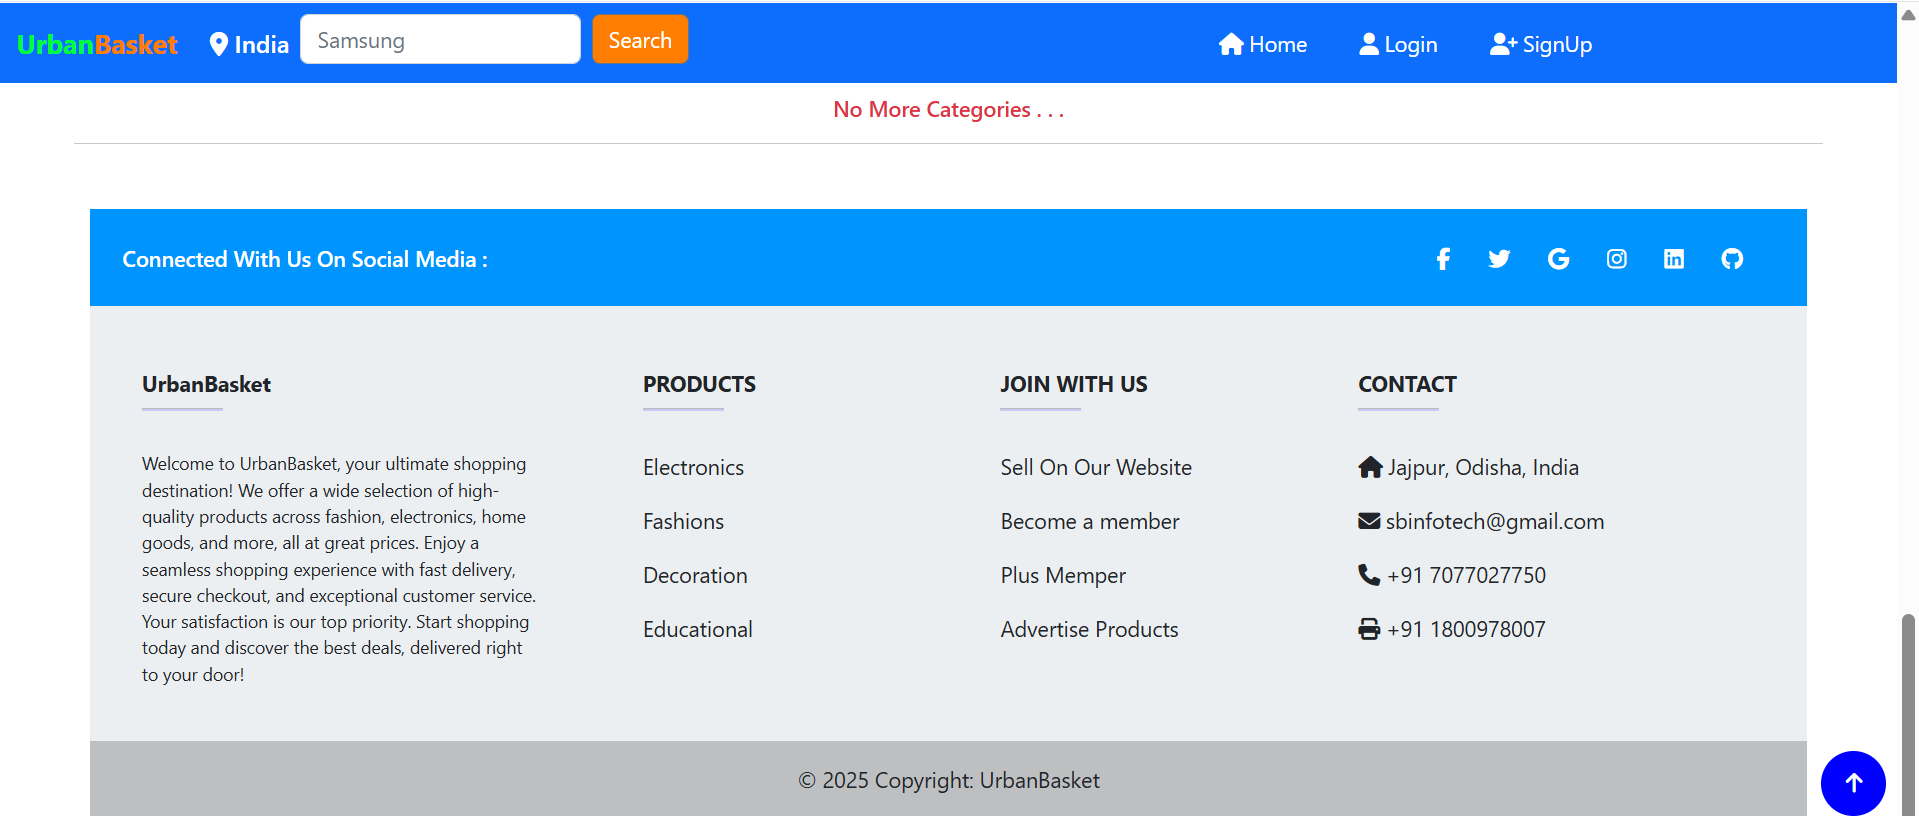 UrbanBasket India Samsung Search Home Login SignUp
No More Categories . . .
Connected With Us On Social Media :
UrbanBasket
Welcome to UrbanBasket, your ultimate shopping
destination! We offer a wide selection of high-
quality products across fashion, electronics, home
goods, and more, all at great prices. Enjoy a
seamless shopping experience with fast delivery,
secure checkout, and exceptional customer service.
Your satisfaction is our top priority. Start shopping
today and discover the best deals, delivered right
to your door!
PRODUCTS
Electronics
Fashions
Decoration
Educational
JOIN WITH US
Sell On Our Website
Become a member
Plus Memper
Advertise Products
CONTACT
Jajpur, Odisha, India
sbinfotech@gmail.com
+91 7077027750
+91 1800978007
© 2025 Copyright: UrbanBasket